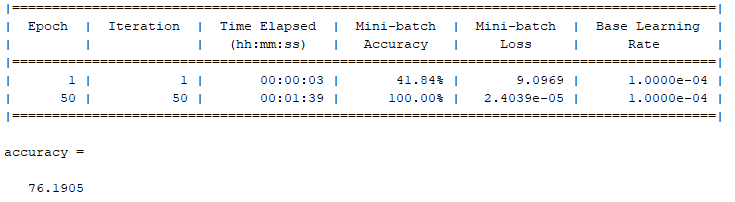 |========================================================================================|
| Epoch | Iteration | Time Elapsed | Mini-batch | Mini-batch | Base Learning |
| | | (hh:mm:ss) | Accuracy | Loss | Rate |
|========================================================================================|
| 1 | 1 | 00:00:03 | 41.84% | 9.0969 | 1.0000e-04 |
| 50 | 50 | 00:01:39 | 100.00% | 2.4039e-05 | 1.0000e-04 |
|========================================================================================|
accuracy =
76.1905